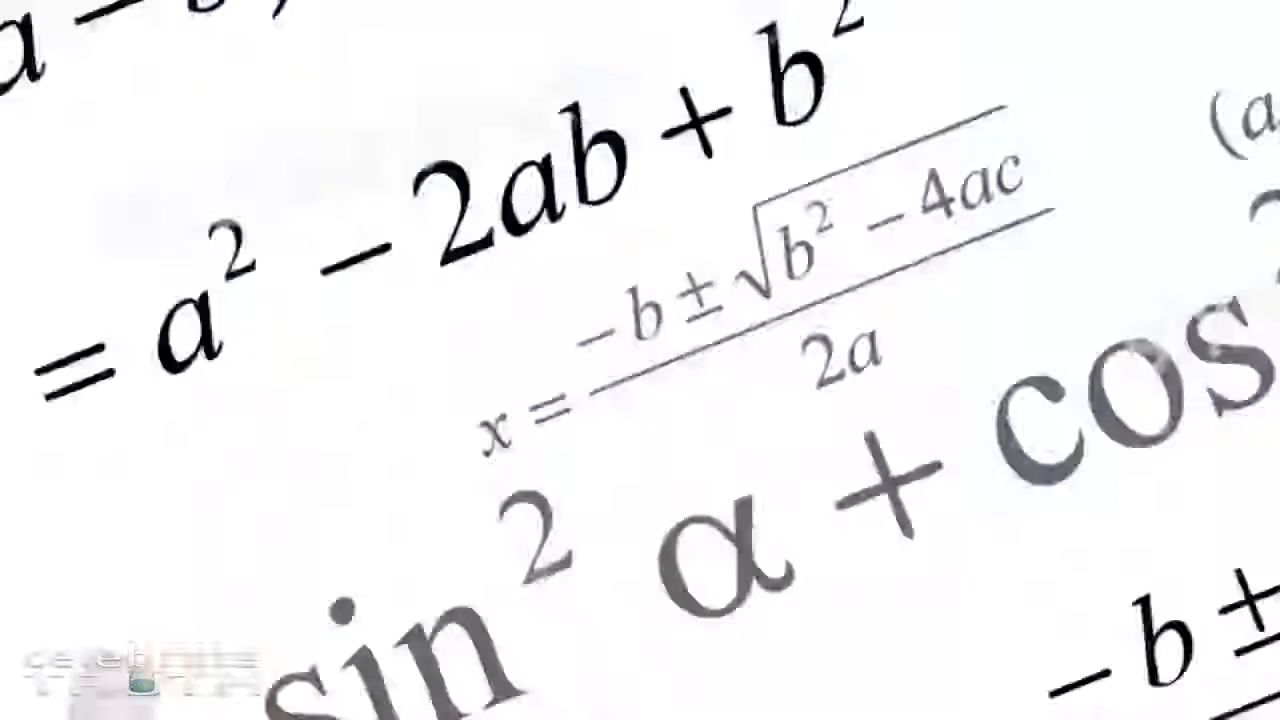 = a² − 2ab + b²
x = (−b ± √(b² − 4ac)) / 2a
(a
sin² α + cos
− b ±